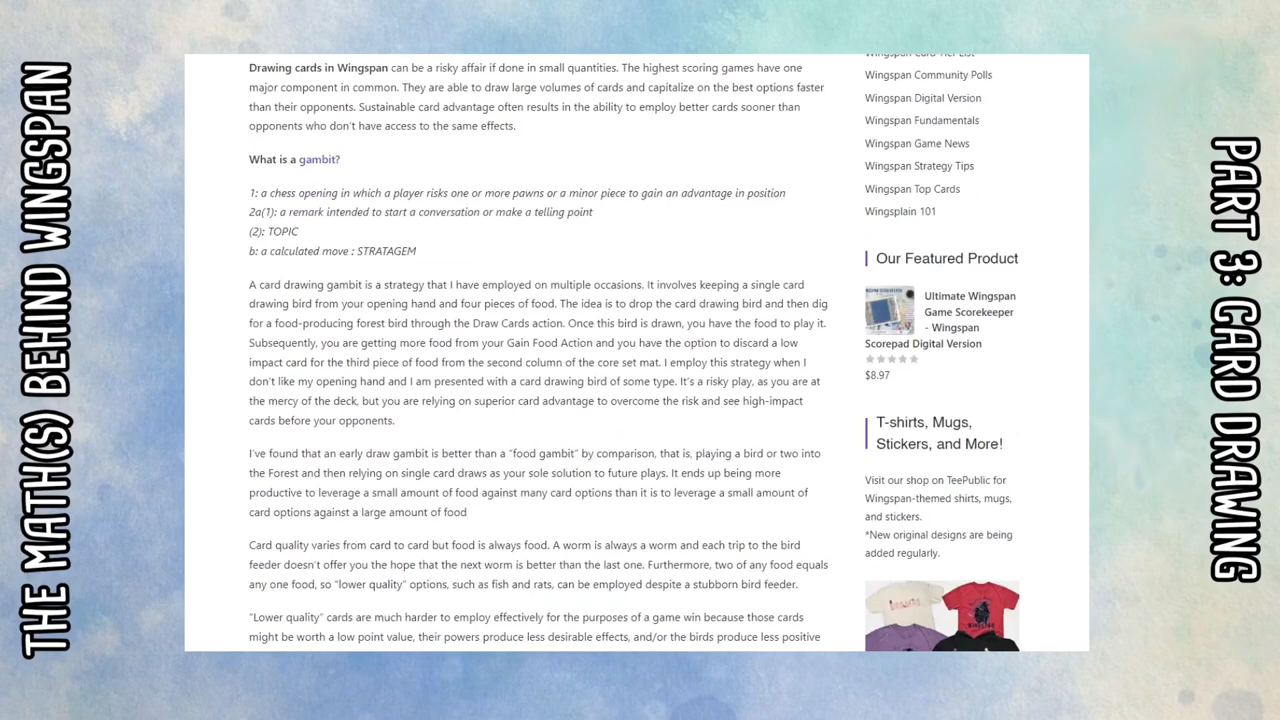 THE MATH(S) BEHIND WINGSPAN
Drawing cards in Wingspan can be a risky affair if done in small quantities. The highest scoring games have one
major component in common. They are able to draw large volumes of cards and capitalize on the best options faster
than their opponents. Sustainable card advantage often results in the ability to employ better cards sooner than
opponents who don't have access to the same effects.
What is a gambit?
1: a chess opening in which a player risks one or more pawns or a minor piece to gain an advantage in position
2a(1): a remark intended to start a conversation or make a telling point
(2): TOPIC
b: a calculated move : STRATAGEM
A card drawing gambit is a strategy that I have employed on multiple occasions. It involves keeping a single card
drawing bird from your opening hand and four pieces of food. The idea is to drop the card drawing bird and then dig
for a food-producing forest bird through the Draw Cards action. Once this bird is drawn, you have the food to play it.
Subsequently, you are getting more food from your Gain Food Action and you have the option to discard a low
impact card for the third piece of food from the second column of the core set mat. I employ this strategy when I
don't like my opening hand and I am presented with a card drawing bird of some type. It's a risky play, as you are at
the mercy of the deck, but you are relying on superior card advantage to overcome the risk and see high-impact
cards before your opponents.
I've found that an early draw gambit is better than a "food gambit" by comparison, that is, playing a bird or two into
the Forest and then relying on single card draws as your sole solution to future plays. It ends up being more
productive to leverage a small amount of food against many card options than it is to leverage a small amount of
card options against a large amount of food
Card quality varies from card to card but food is always food. A worm is always a worm and each trip to the bird
feeder doesn't offer you the hope that the next worm is better than the last one. Furthermore, two of any food equals
any one food, so "lower quality" options, such as fish and rats, can be employed despite a stubborn bird feeder.
"Lower quality" cards are much harder to employ effectively for the purposes of a game win because those cards
might be worth a low point value, their powers produce less desirable effects, and/or the birds produce less positive
Wingspan Card Tier List
Wingspan Community Polls
Wingspan Digital Version
Wingspan Fundamentals
Wingspan Game News
Wingspan Strategy Tips
Wingspan Top Cards
Wingsplain 101
Our Featured Product
Ultimate Wingspan
Game Scorekeeper
- Wingspan
Scorepad Digital Version
$8.97
T-shirts, Mugs,
Stickers, and More!
Visit our shop on TeePublic for
Wingspan-themed shirts, mugs,
and stickers.
*New original designs are being
added regularly.
PART 3: CARD DRAWING